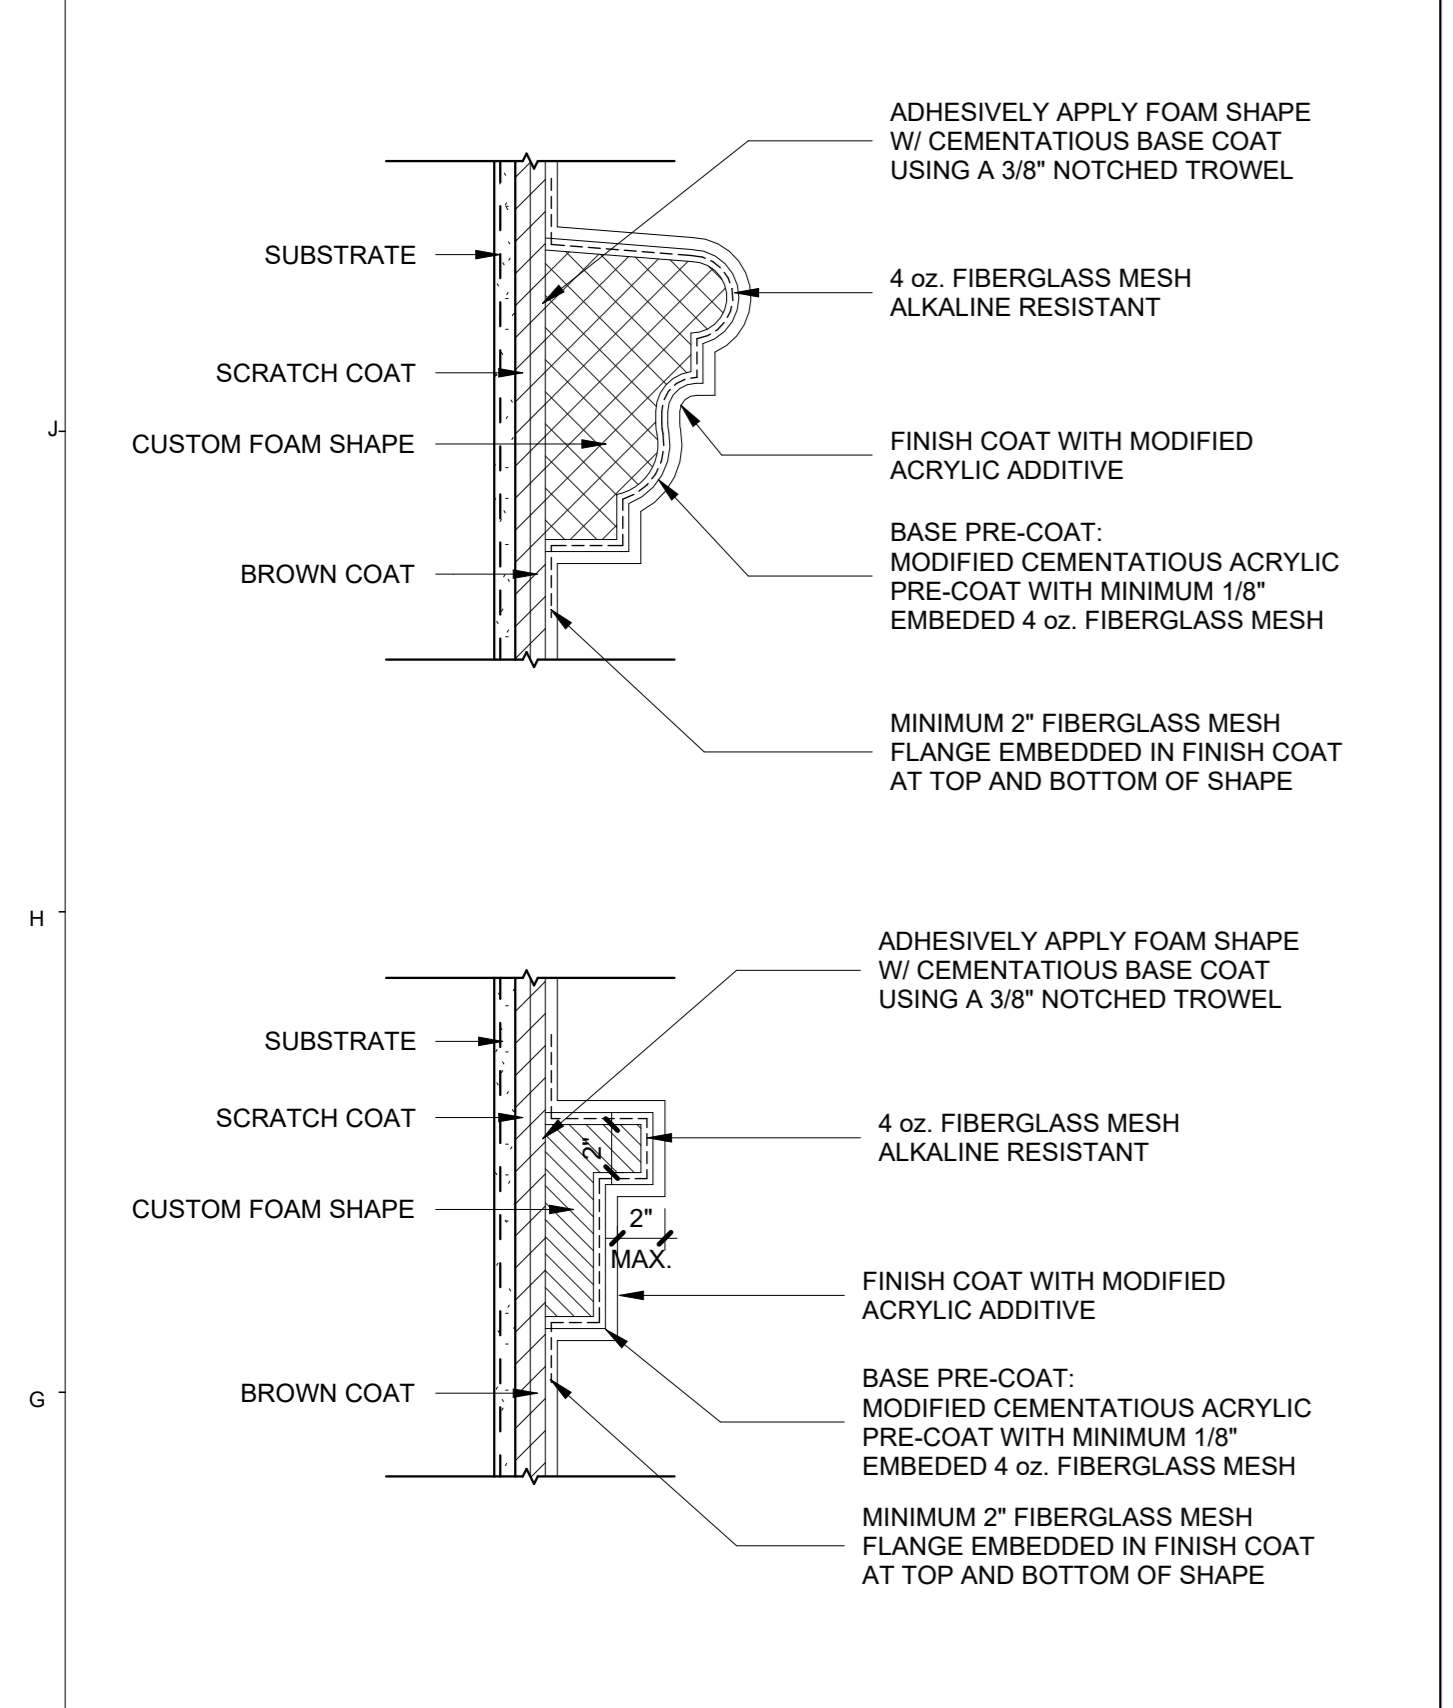 ADHESIVELY APPLY FOAM SHAPE
W/ CEMENTATIOUS BASE COAT
USING A 3/8" NOTCHED TROWEL
SUBSTRATE
4 oz. FIBERGLASS MESH
ALKALINE RESISTANT
SCRATCH COAT
J
CUSTOM FOAM SHAPE
FINISH COAT WITH MODIFIED
ACRYLIC ADDITIVE
BASE PRE-COAT:
MODIFIED CEMENTATIOUS ACRYLIC
PRE-COAT WITH MINIMUM 1/8"
EMBEDED 4 oz. FIBERGLASS MESH
BROWN COAT
MINIMUM 2" FIBERGLASS MESH
FLANGE EMBEDDED IN FINISH COAT
AT TOP AND BOTTOM OF SHAPE
H
ADHESIVELY APPLY FOAM SHAPE
W/ CEMENTATIOUS BASE COAT
USING A 3/8" NOTCHED TROWEL
SUBSTRATE
SCRATCH COAT
4 oz. FIBERGLASS MESH
ALKALINE RESISTANT
2"
CUSTOM FOAM SHAPE
2"
MAX.
FINISH COAT WITH MODIFIED
ACRYLIC ADDITIVE
G
BROWN COAT
BASE PRE-COAT:
MODIFIED CEMENTATIOUS ACRYLIC
PRE-COAT WITH MINIMUM 1/8"
EMBEDED 4 oz. FIBERGLASS MESH
MINIMUM 2" FIBERGLASS MESH
FLANGE EMBEDDED IN FINISH COAT
AT TOP AND BOTTOM OF SHAPE